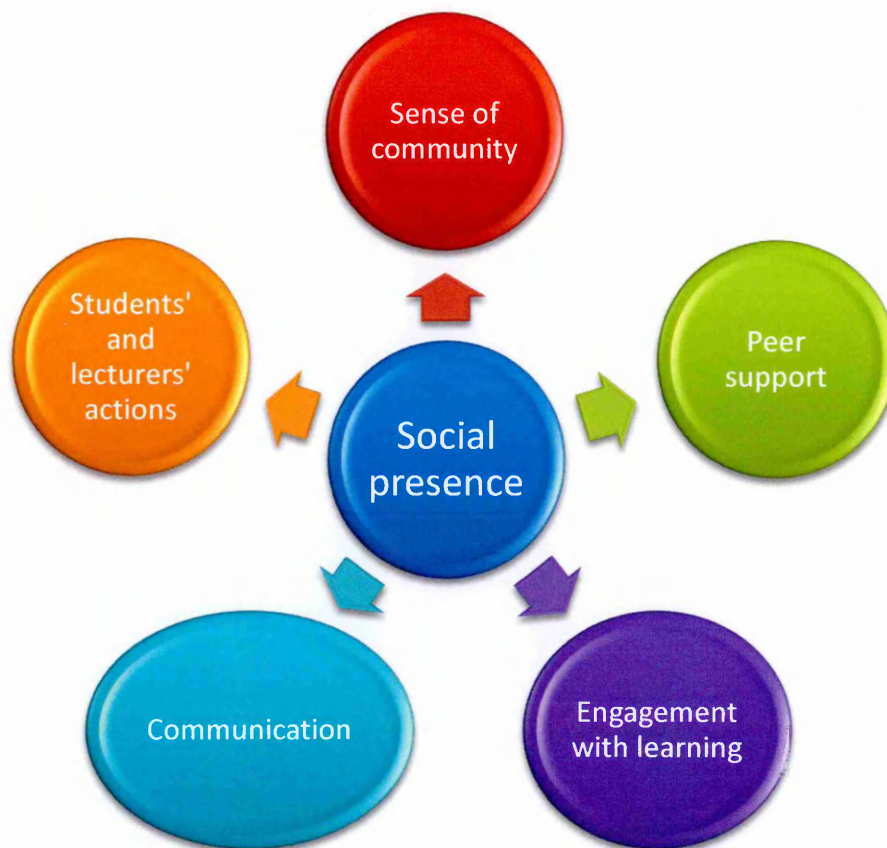 Sense of
community
Students'
and
lecturers'
actions
Peer
support
Social
presence
Communication
Engagement
with learning